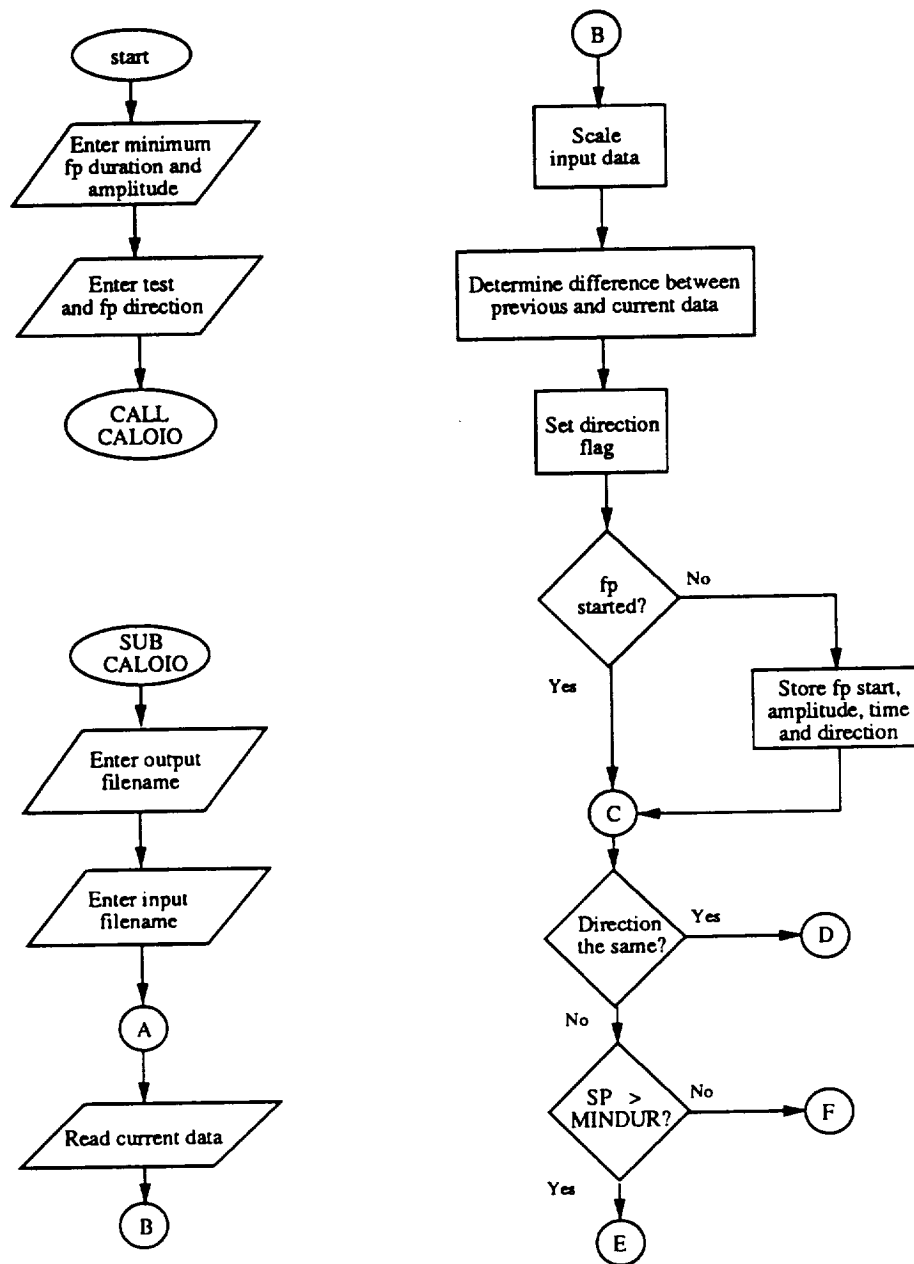 start
Enter minimum
fp duration and
amplitude
Enter test
and fp direction
CALL
CALOIO
SUB
CALOIO
Enter output
filename
Enter input
filename
A
Read current data
B
B
Scale
input data
Determine difference between
previous and current data
Set direction
flag
fp
started?
No
Yes
Store fp start,
amplitude, time
and direction
C
Direction
the same?
Yes
D
No
SP >
MINDUR?
No
F
Yes
E